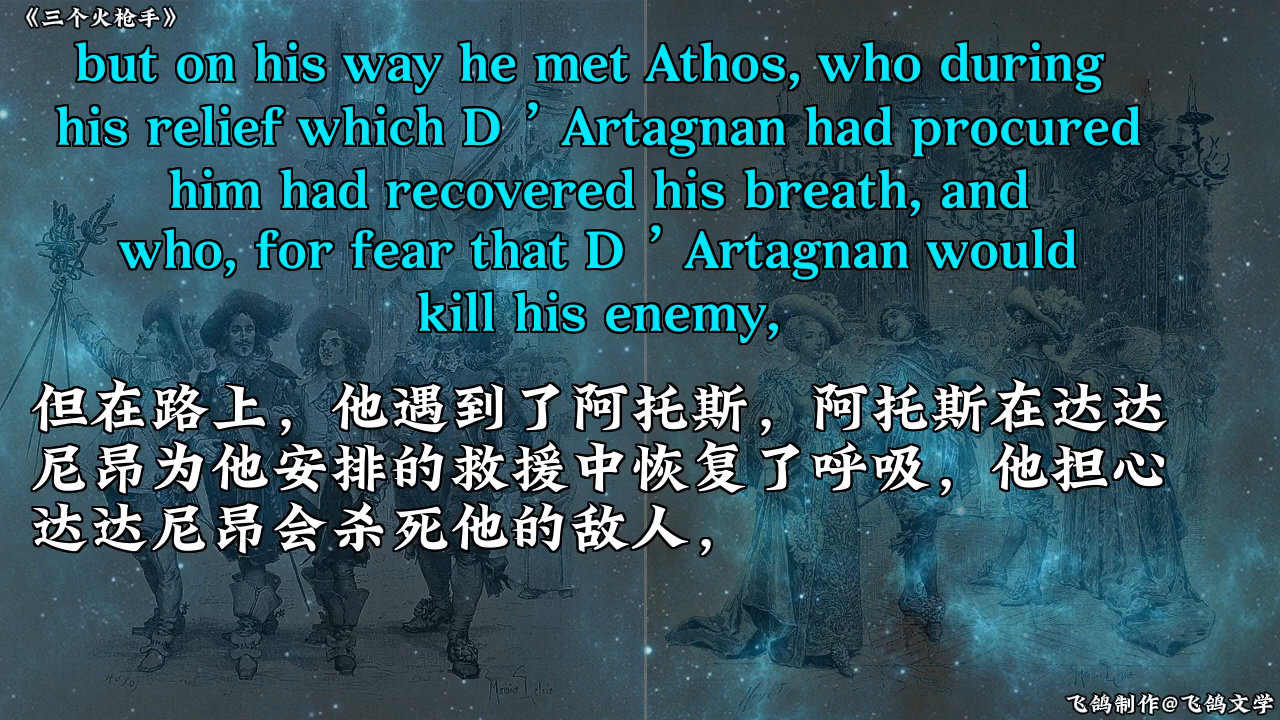 《三个火枪手》
but on his way he met Athos, who during
his relief which D ’ Artagnan had procured
him had recovered his breath, and
who, for fear that D ’ Artagnan would
kill his enemy,
但在路上，他遇到了阿托斯，阿托斯在达达
尼昂为他安排的救援中恢复了呼吸，他担心
达达尼昂会杀死他的敌人，
飞鸽制作@飞鸽文学